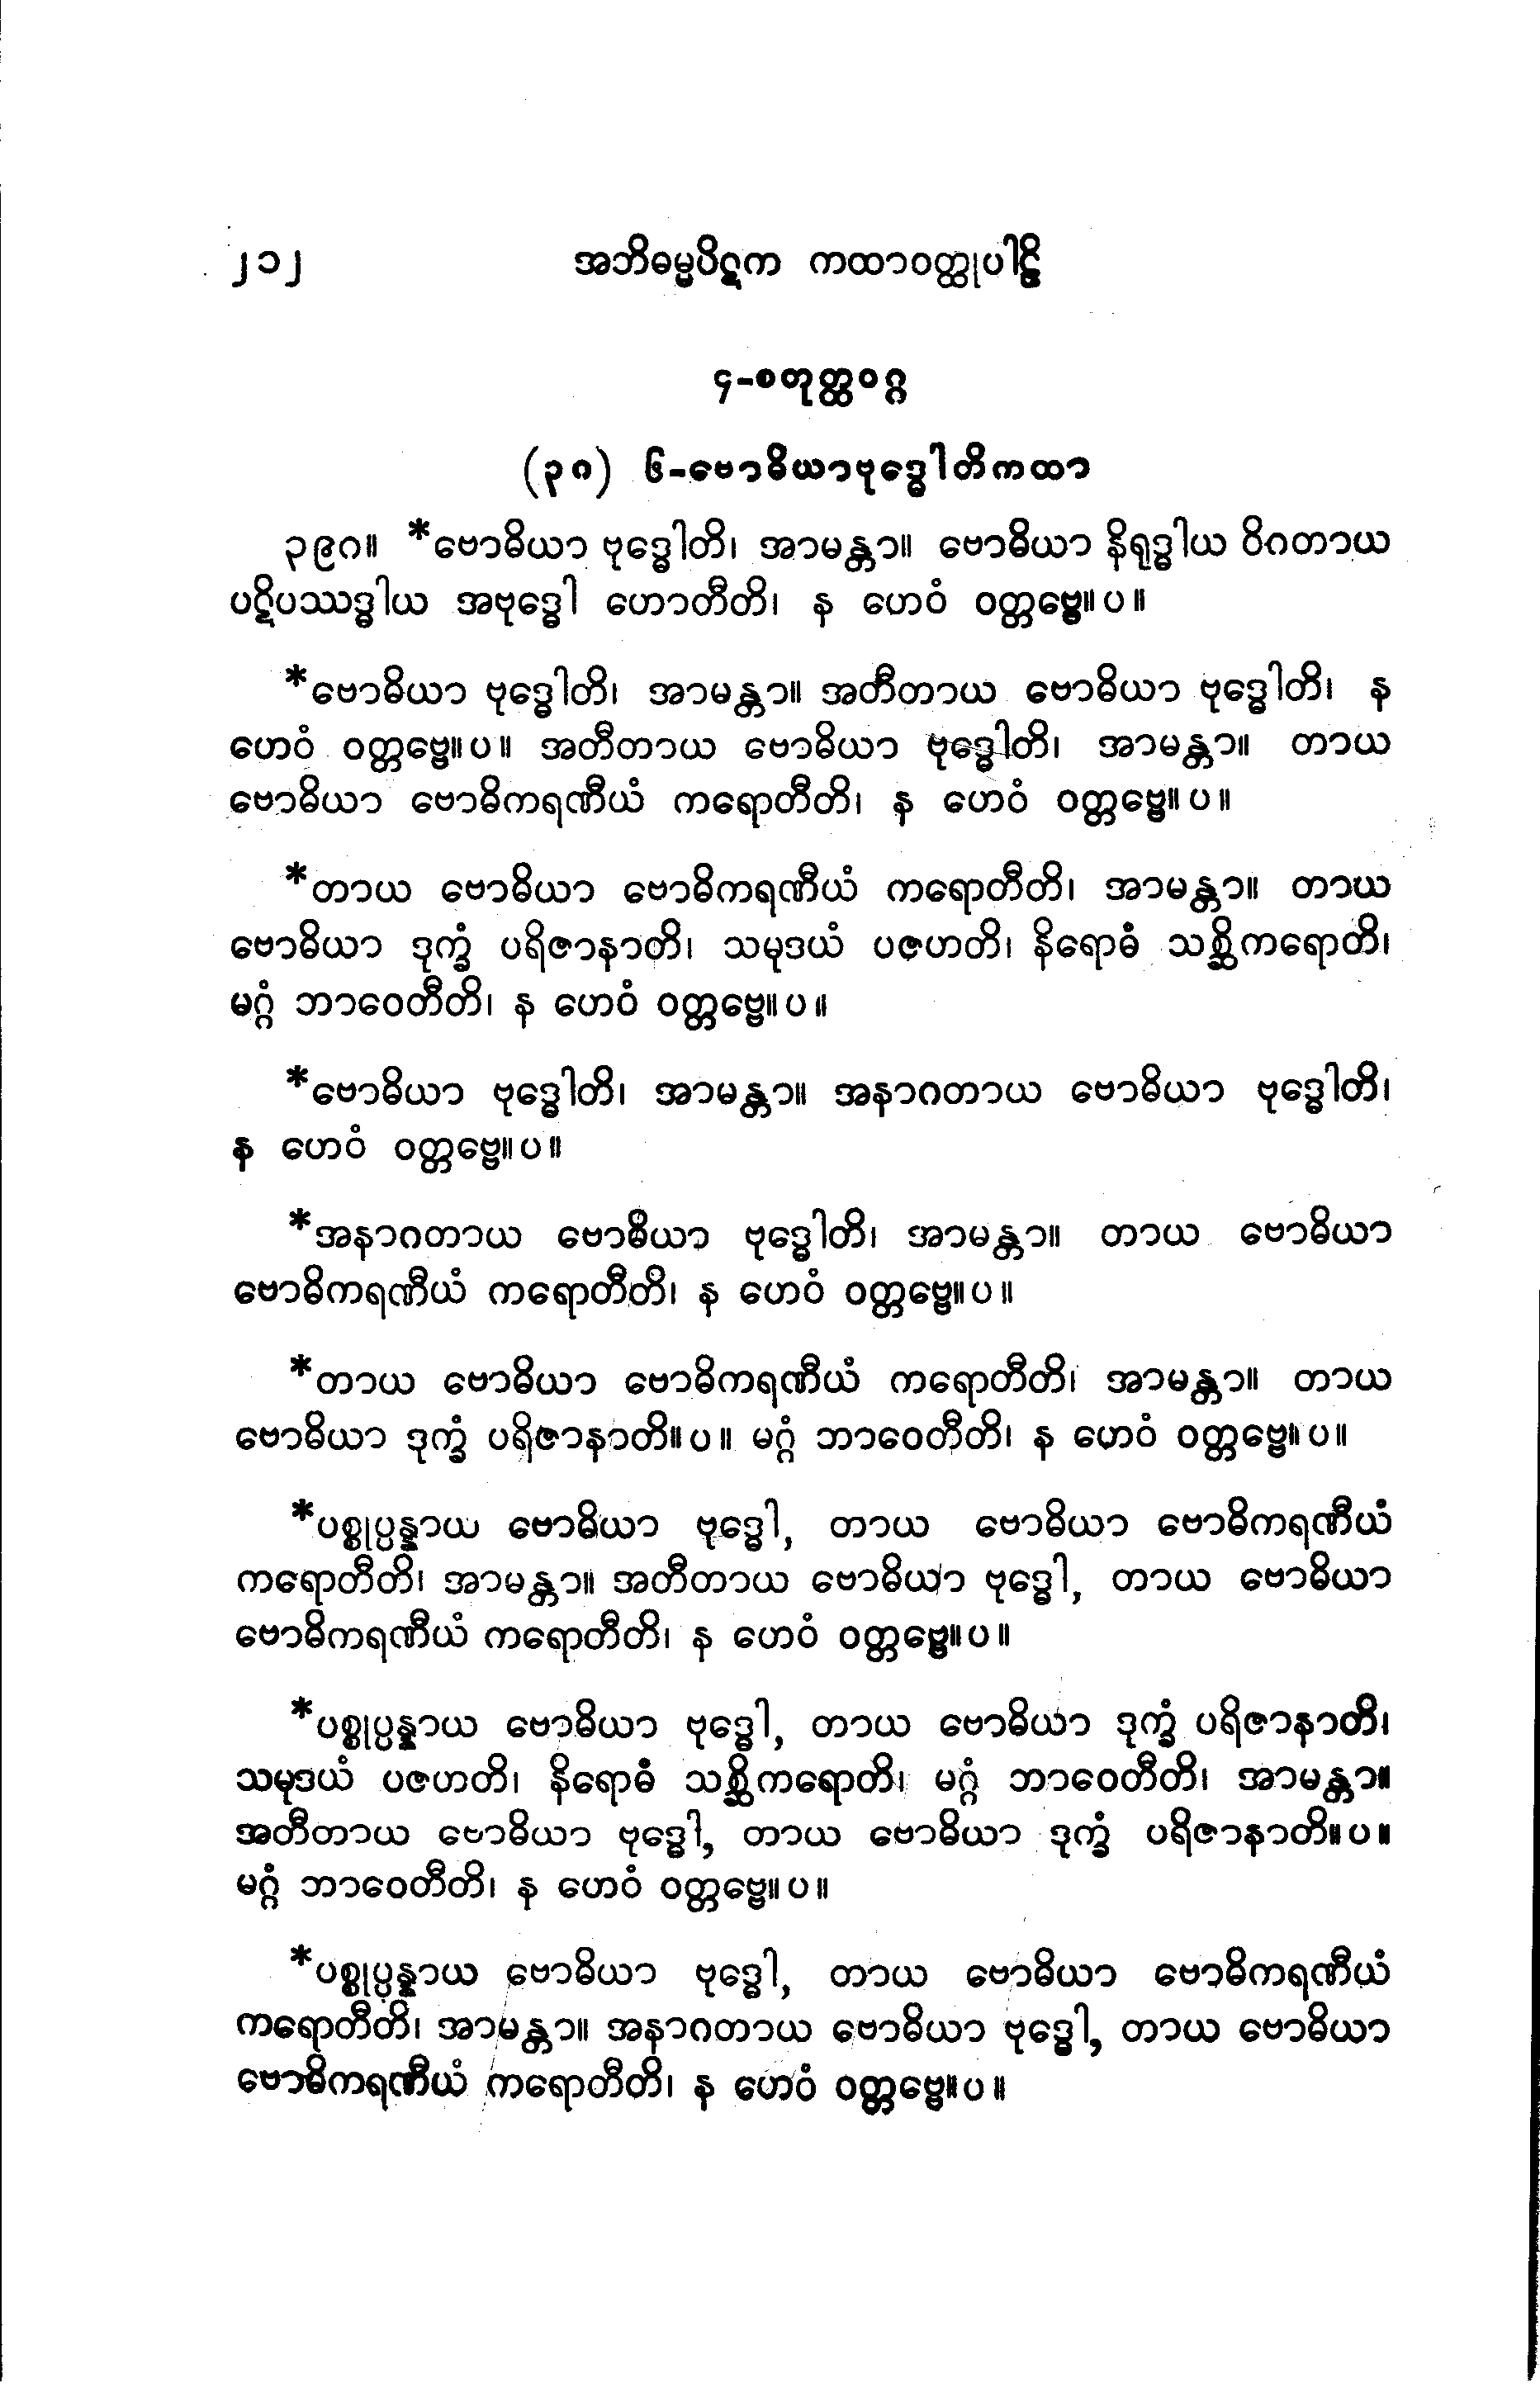 ၂၁၂ အဘိဓမ္မပိဋက ကထာဝတ္ထုပါဠိ
၄-စတုတ္ထဝဂ္ဂ
(၃၈) ၆-ဗောဓိယာဗုဒ္ဓေါတိကထာ
၃၉၈။ *ဗောဓိယာ ဗုဒ္ဓေါတိ၊ အာမန္တာ။ ဗောဓိယာ နိရုဒ္ဓါယ ဝိဂတာယ
ပဋိပဿဒ္ဓါယ အဗုဒ္ဓေါ ဟောတီတိ၊ န ဟေဝံ ဝတ္တဗ္ဗေ။ပ။
*ဗောဓိယာ ဗုဒ္ဓေါတိ၊ အာမန္တာ။ အတီတာယ ဗောဓိယာ ဗုဒ္ဓေါတိ၊ န
ဟေဝံ ဝတ္တဗ္ဗေ။ပ။ အတီတာယ ဗောဓိယာ ဗုဒ္ဓေါတိ၊ အာမန္တာ။ တာယ
ဗောဓိယာ ဗောဓိကရဏီယံ ကရောတီတိ၊ န ဟေဝံ ဝတ္တဗ္ဗေ။ပ။
*တာယ ဗောဓိယာ ဗောဓိကရဏီယံ ကရောတီတိ၊ အာမန္တာ။ တာယ
ဗောဓိယာ ဒုက္ခံ ပရိဇာနာတိ၊ သမုဒယံ ပဇဟတိ၊ နိရောဓံ သစ္ဆိကရောတိ၊
မဂ္ဂံ ဘာဝေတီတိ၊ န ဟေဝံ ဝတ္တဗ္ဗေ။ပ။
*ဗောဓိယာ ဗုဒ္ဓေါတိ၊ အာမန္တာ။ အနာဂတာယ ဗောဓိယာ ဗုဒ္ဓေါတိ၊
န ဟေဝံ ဝတ္တဗ္ဗေ။ပ။
*အနာဂတာယ ဗောဓိယာ ဗုဒ္ဓေါတိ၊ အာမန္တာ။ တာယ ဗောဓိယာ
ဗောဓိကရဏီယံ ကရောတီတိ၊ န ဟေဝံ ဝတ္တဗ္ဗေ။ပ။
*တာယ ဗောဓိယာ ဗောဓိကရဏီယံ ကရောတီတိ၊ အာမန္တာ။ တာယ
ဗောဓိယာ ဒုက္ခံ ပရိဇာနာတိ။ပ။ မဂ္ဂံ ဘာဝေတီတိ၊ န ဟေဝံ ဝတ္တဗ္ဗေ။ပ။
*ပစ္စုပ္ပန္နာယ ဗောဓိယာ ဗုဒ္ဓေါ, တာယ ဗောဓိယာ ဗောဓိကရဏီယံ
ကရောတီတိ၊ အာမန္တာ။ အတီတာယ ဗောဓိယာ ဗုဒ္ဓေါ, တာယ ဗောဓိယာ
ဗောဓိကရဏီယံ ကရောတီတိ၊ န ဟေဝံ ဝတ္တဗ္ဗေ။ပ။
*ပစ္စုပ္ပန္နာယ ဗောဓိယာ ဗုဒ္ဓေါ, တာယ ဗောဓိယာ ဒုက္ခံ ပရိဇာနာတိ၊
သမုဒယံ ပဇဟတိ၊ နိရောဓံ သစ္ဆိကရောတိ၊ မဂ္ဂံ ဘာဝေတီတိ၊ အာမန္တာ။
အတီတာယ ဗောဓိယာ ဗုဒ္ဓေါ, တာယ ဗောဓိယာ ဒုက္ခံ ပရိဇာနာတိ။ပ။
မဂ္ဂံ ဘာဝေတီတိ၊ န ဟေဝံ ဝတ္တဗ္ဗေ။ပ။
*ပစ္စုပ္ပန္နာယ ဗောဓိယာ ဗုဒ္ဓေါ, တာယ ဗောဓိယာ ဗောဓိကရဏီယံ
ကရောတီတိ၊ အာမန္တာ။ အနာဂတာယ ဗောဓိယာ ဗုဒ္ဓေါ, တာယ ဗောဓိယာ
ဗောဓိကရဏီယံ ကရောတီတိ၊ န ဟေဝံ ဝတ္တဗ္ဗေ။ပ။